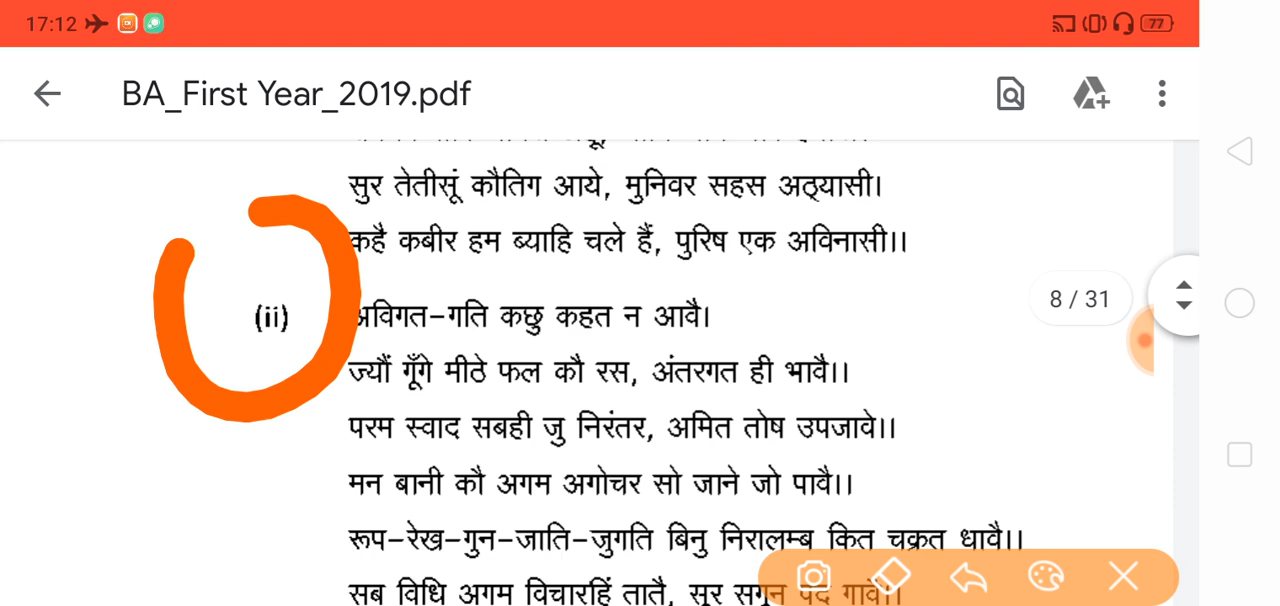 17:12 77
BA_First Year_2019.pdf
सुर तेतीसूं कौतिग आये, मुनिवर सहस अठ्यासी।
कहै कबीर हम ब्याहि चले हैं, पुरिष एक अविनासी।।
8 / 31
(ii) अविगत-गति कछु कहत न आवै।
ज्यौं गूँगे मीठे फल कौ रस, अंतरगत ही भावै।।
परम स्वाद सबही जु निरंतर, अमित तोष उपजावे।।
मन बानी कौ अगम अगोचर सो जाने जो पावै।।
रूप-रेख-गुन-जाति-जुगति बिनु निरालम्ब कित चक्रत धावै।।
सब विधि अगम विचारहिं तातै, सूर सगुन पद गावें।।